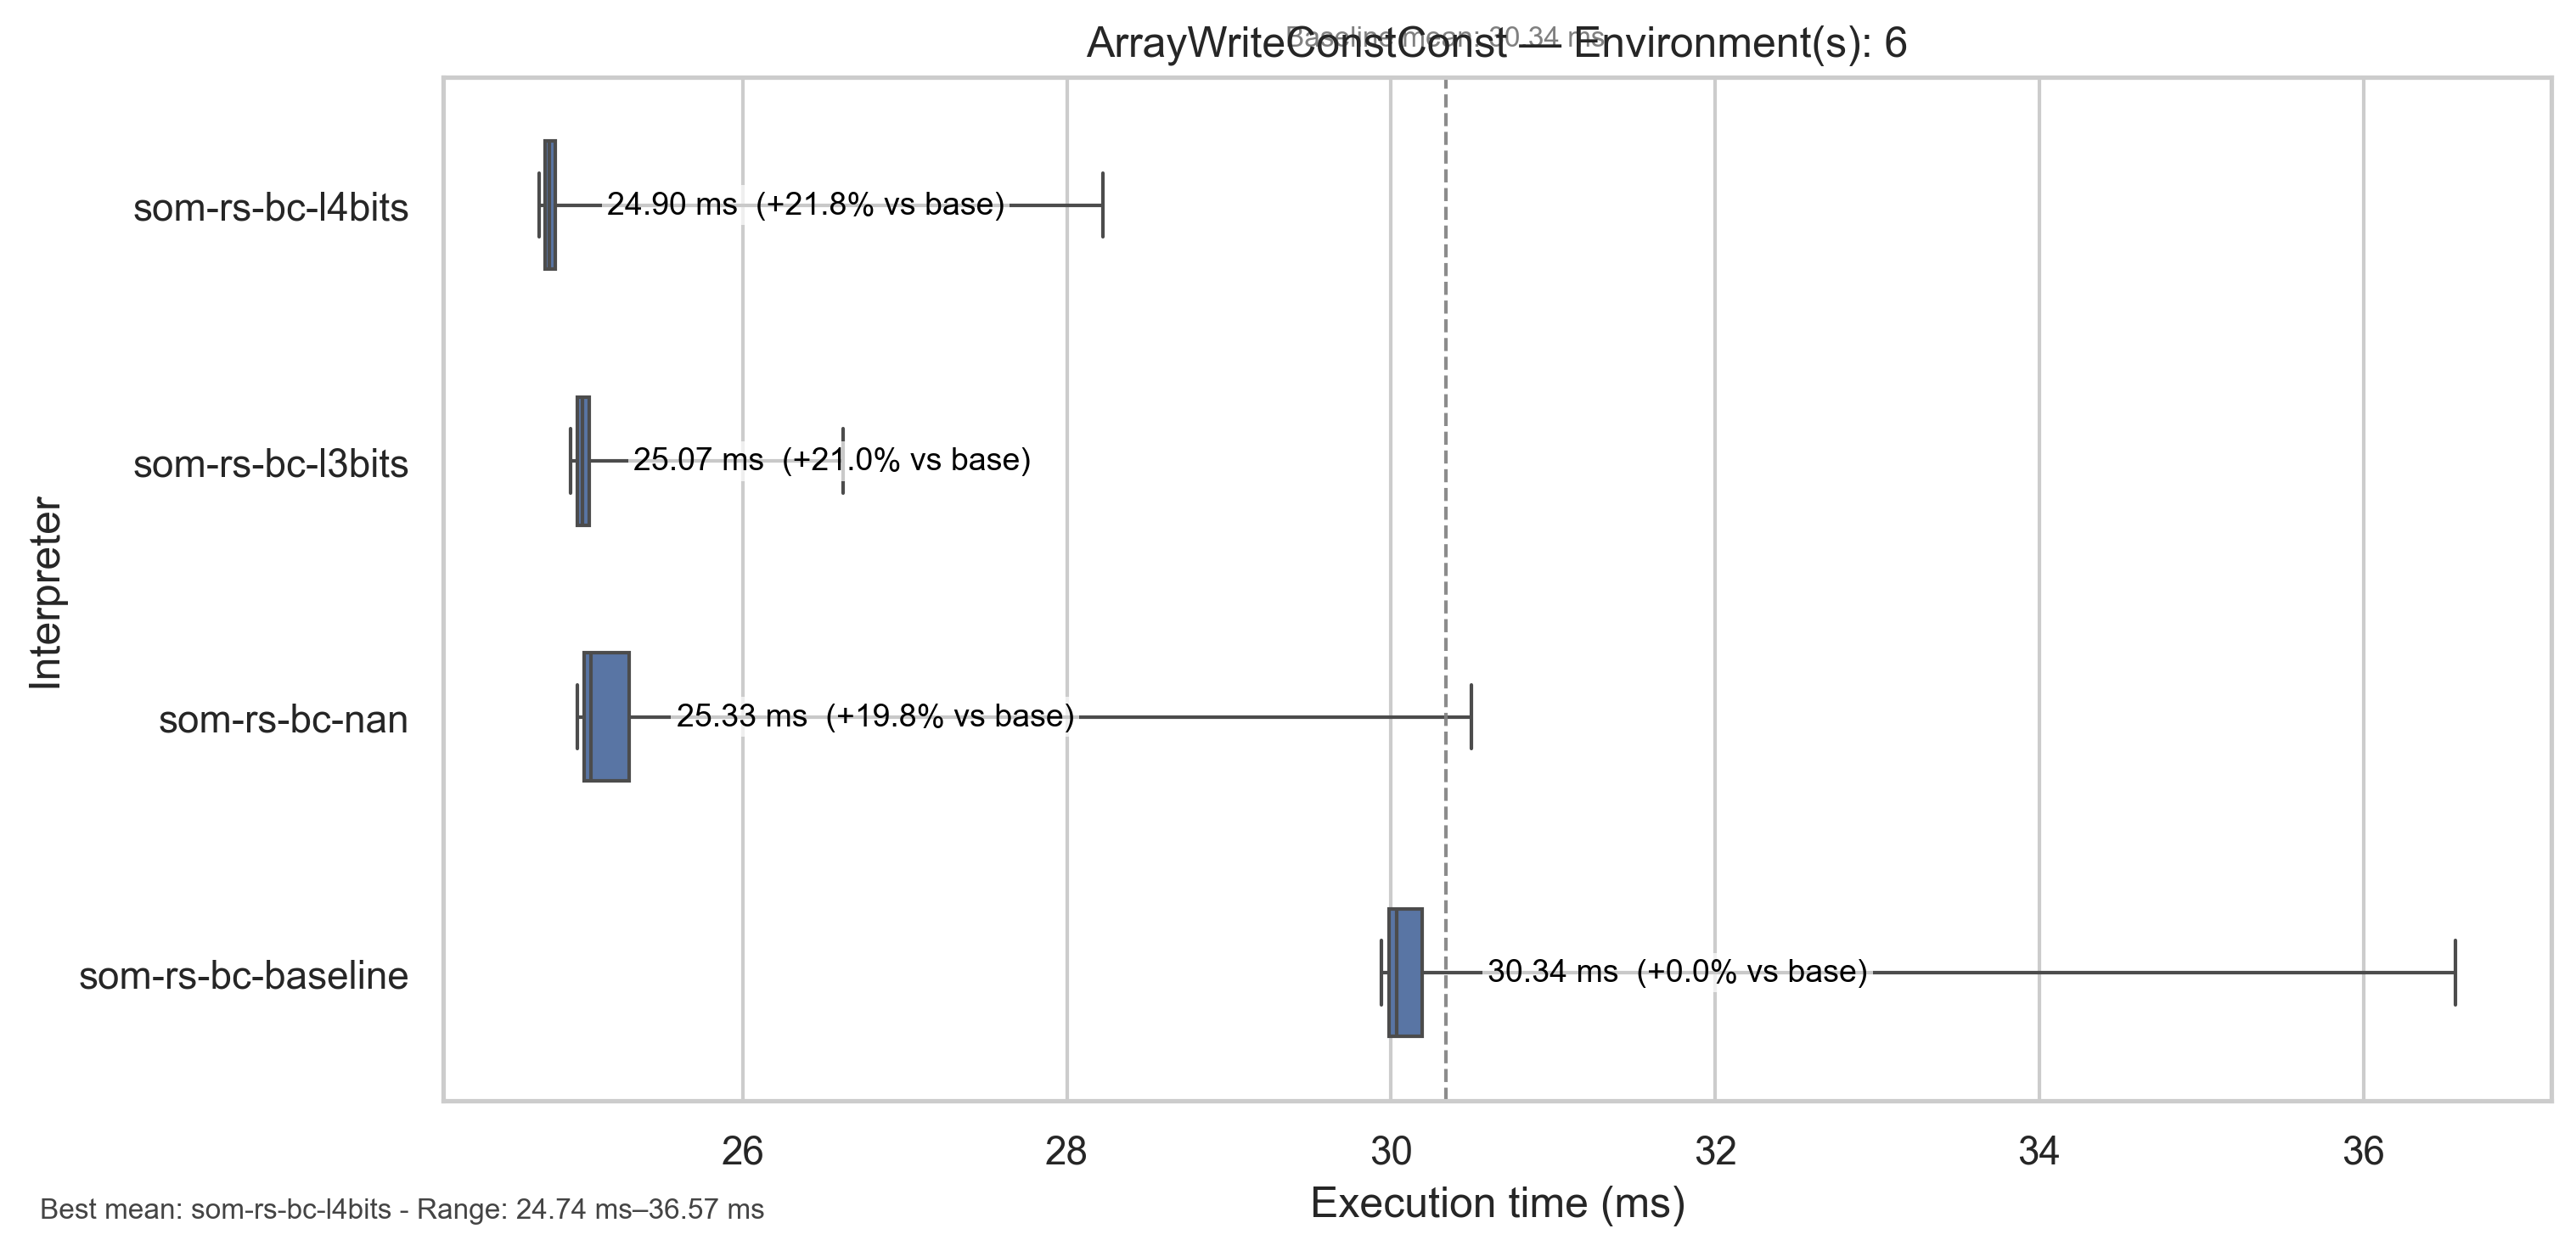 Baseline mean: 30.34 ms
ArrayWriteConstConst — Environment(s): 6
som-rs-bc-l4bits
24.90 ms (+21.8% vs base)
som-rs-bc-l3bits
25.07 ms (+21.0% vs base)
Interpreter
som-rs-bc-nan
25.33 ms (+19.8% vs base)
som-rs-bc-baseline
30.34 ms (+0.0% vs base)
26 28 30 32 34 36
Execution time (ms)
Best mean: som-rs-bc-l4bits - Range: 24.74 ms–36.57 ms